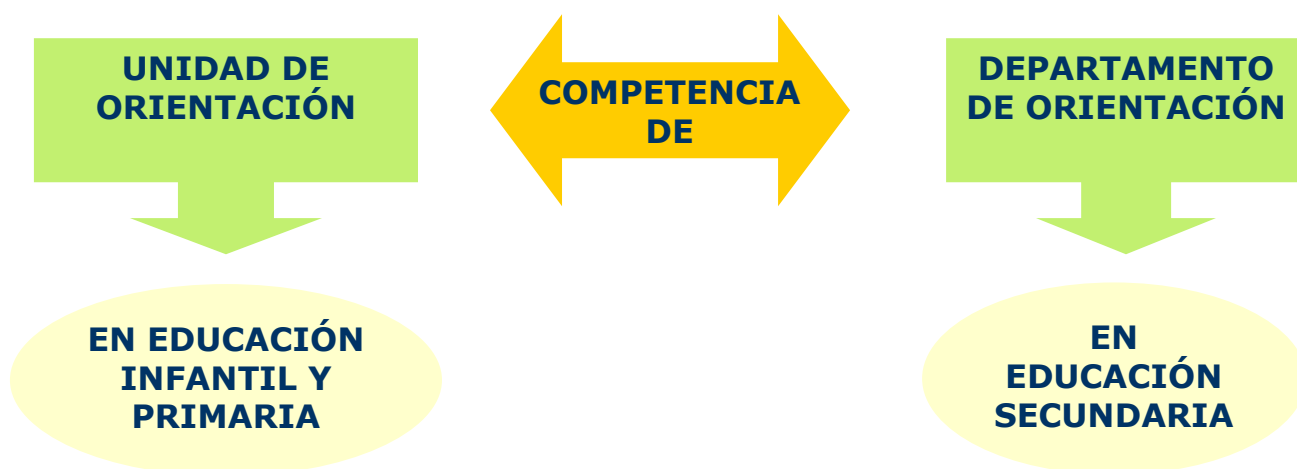 UNIDAD DE
ORIENTACIÓN
COMPETENCIA
DE
DEPARTAMENTO
DE ORIENTACIÓN
EN EDUCACIÓN
INFANTIL Y
PRIMARIA
EN
EDUCACIÓN
SECUNDARIA